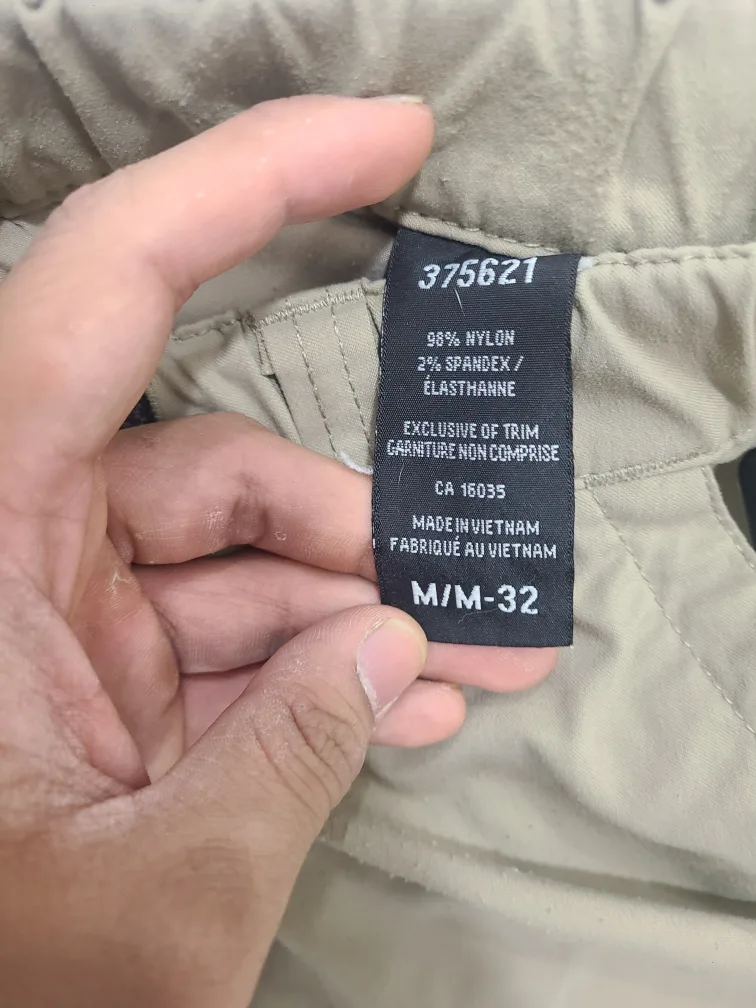 375621
98% NYLON
2% SPANDEX /
ÉLASTHANNE
EXCLUSIVE OF TRIM
GARNITURE NON COMPRISE
CA 16035
MADE IN VIETNAM
FABRIQUÉ AU VIETNAM
M/M-32